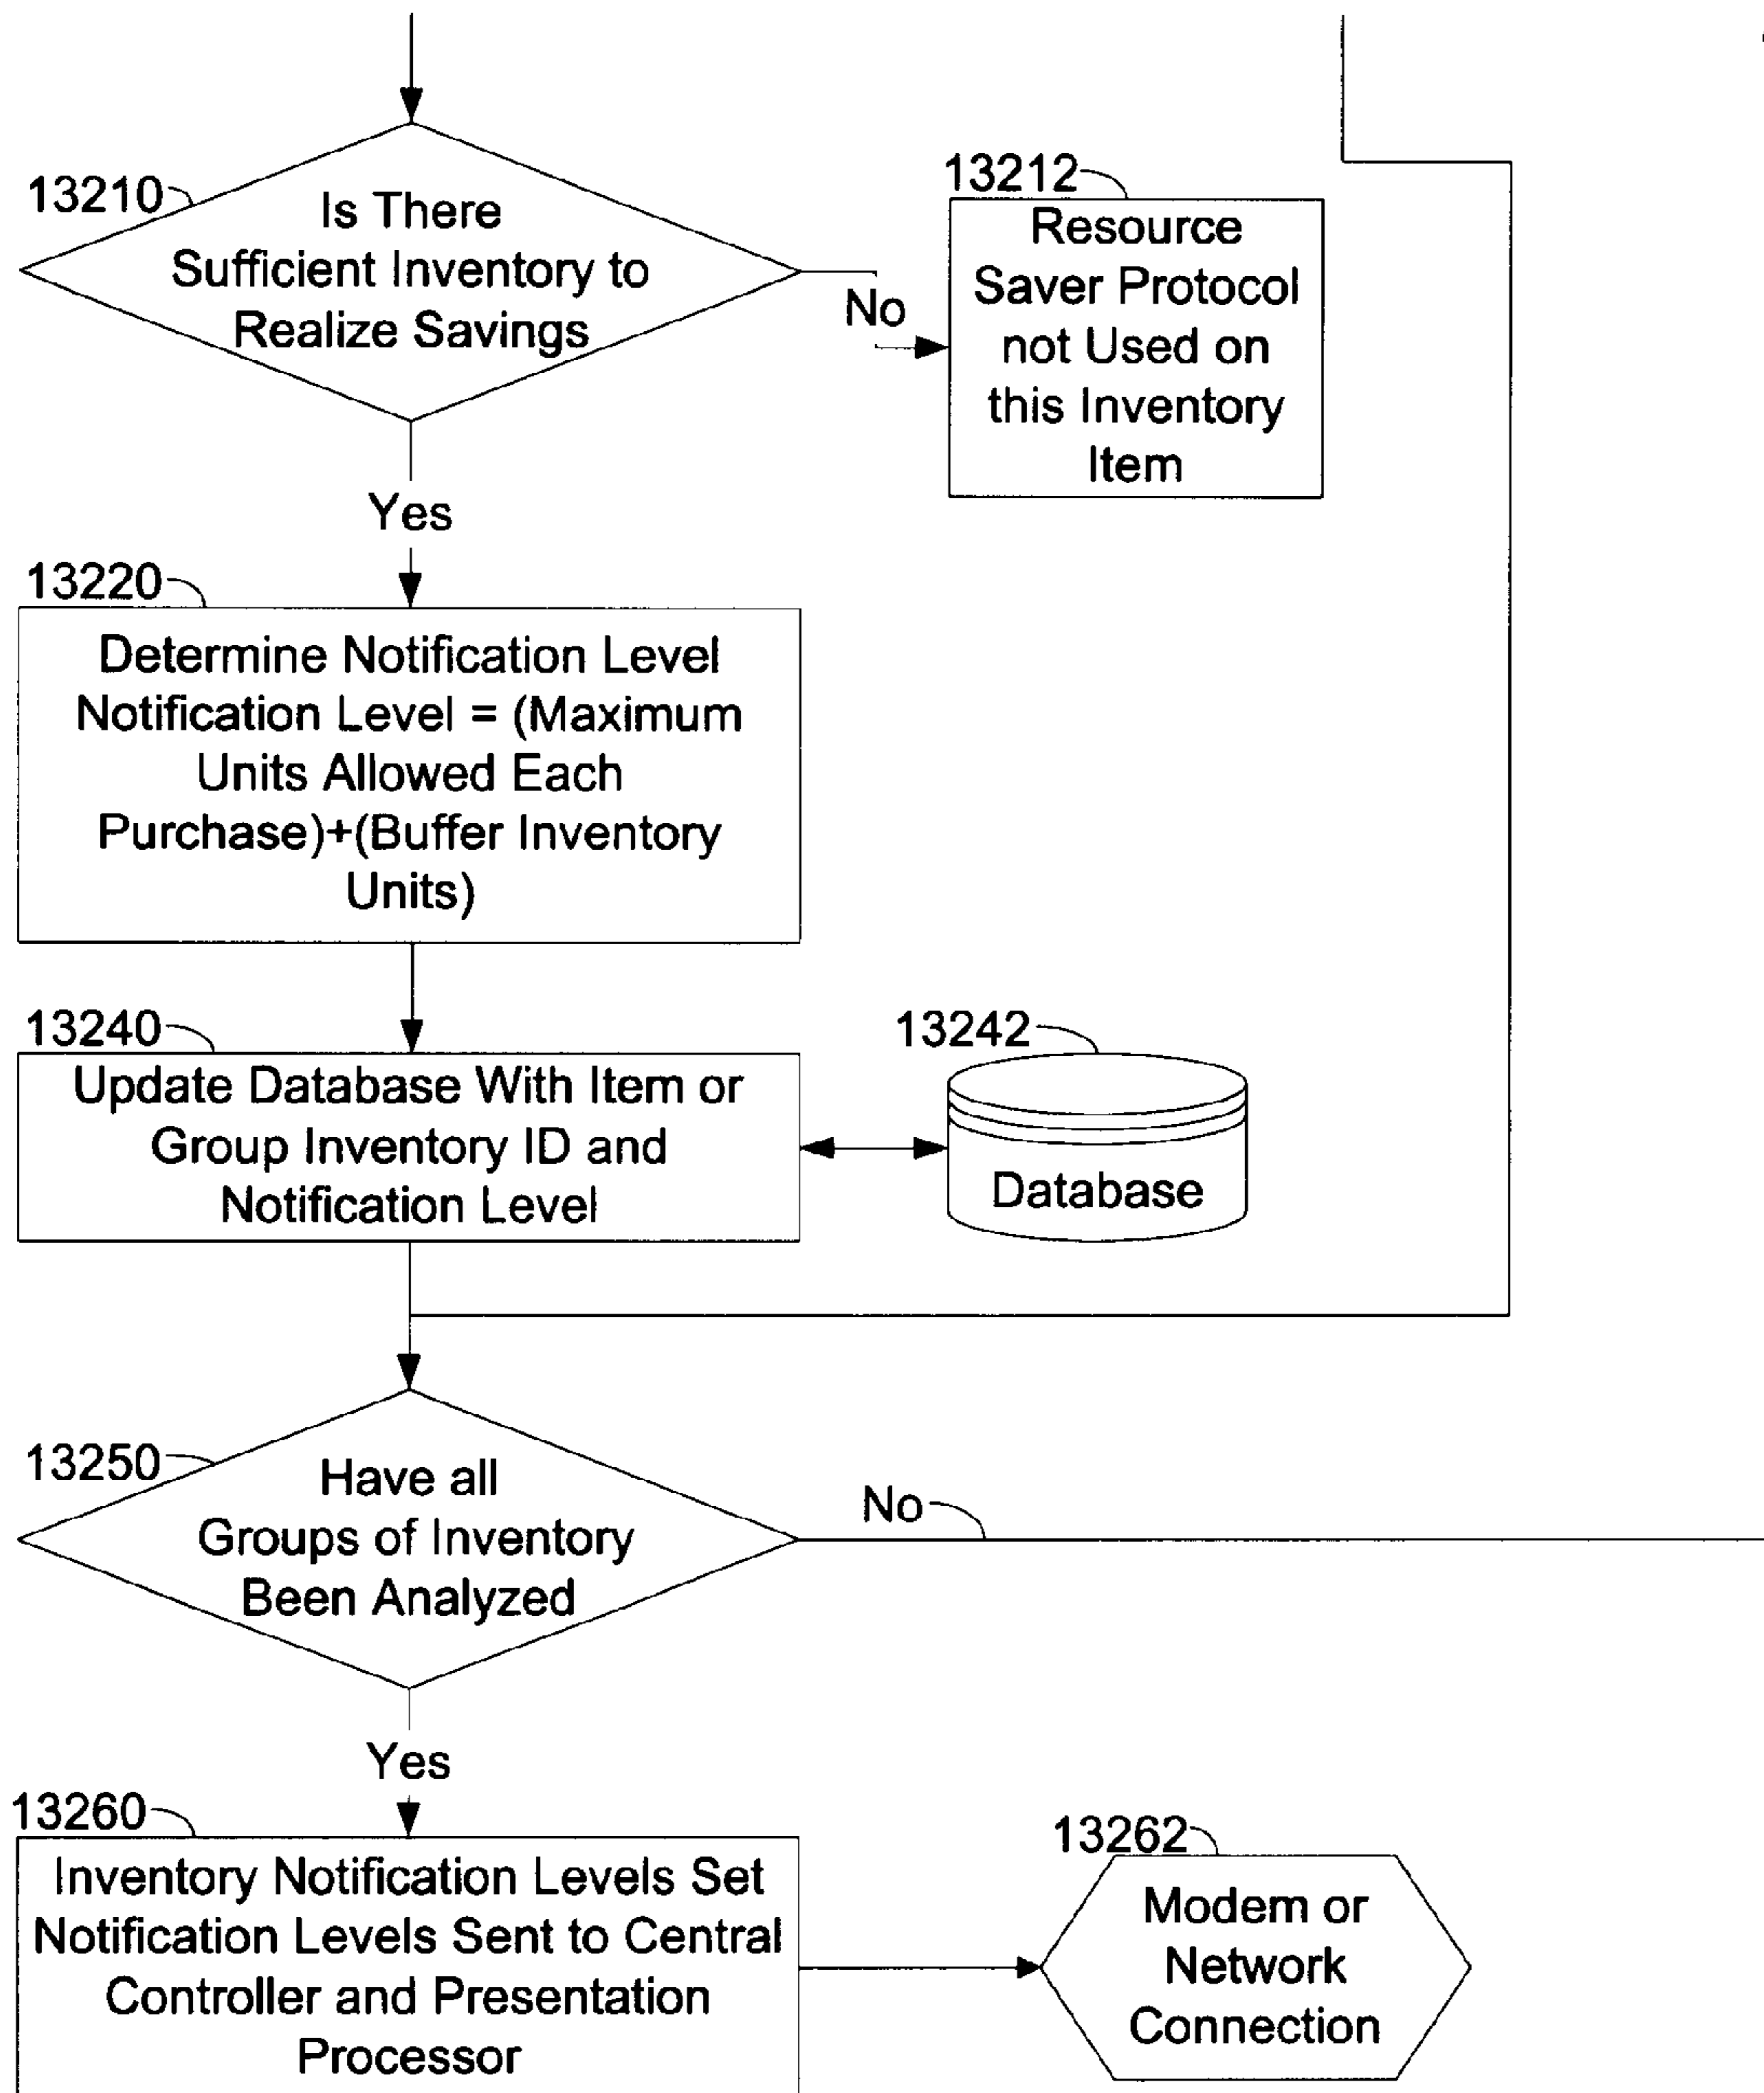 13210
Is There
Sufficient Inventory to
Realize Savings
No
13212
Resource
Saver Protocol
not Used on
this Inventory
Item
Yes
13220
Determine Notification Level
Notification Level = (Maximum
Units Allowed Each
Purchase)+(Buffer Inventory
Units)
13240
Update Database With Item or
Group Inventory ID and
Notification Level
13242
Database
13250
Have all
Groups of Inventory
Been Analyzed
No
Yes
13260
Inventory Notification Levels Set
Notification Levels Sent to Central
Controller and Presentation
Processor
13262
Modem or
Network
Connection